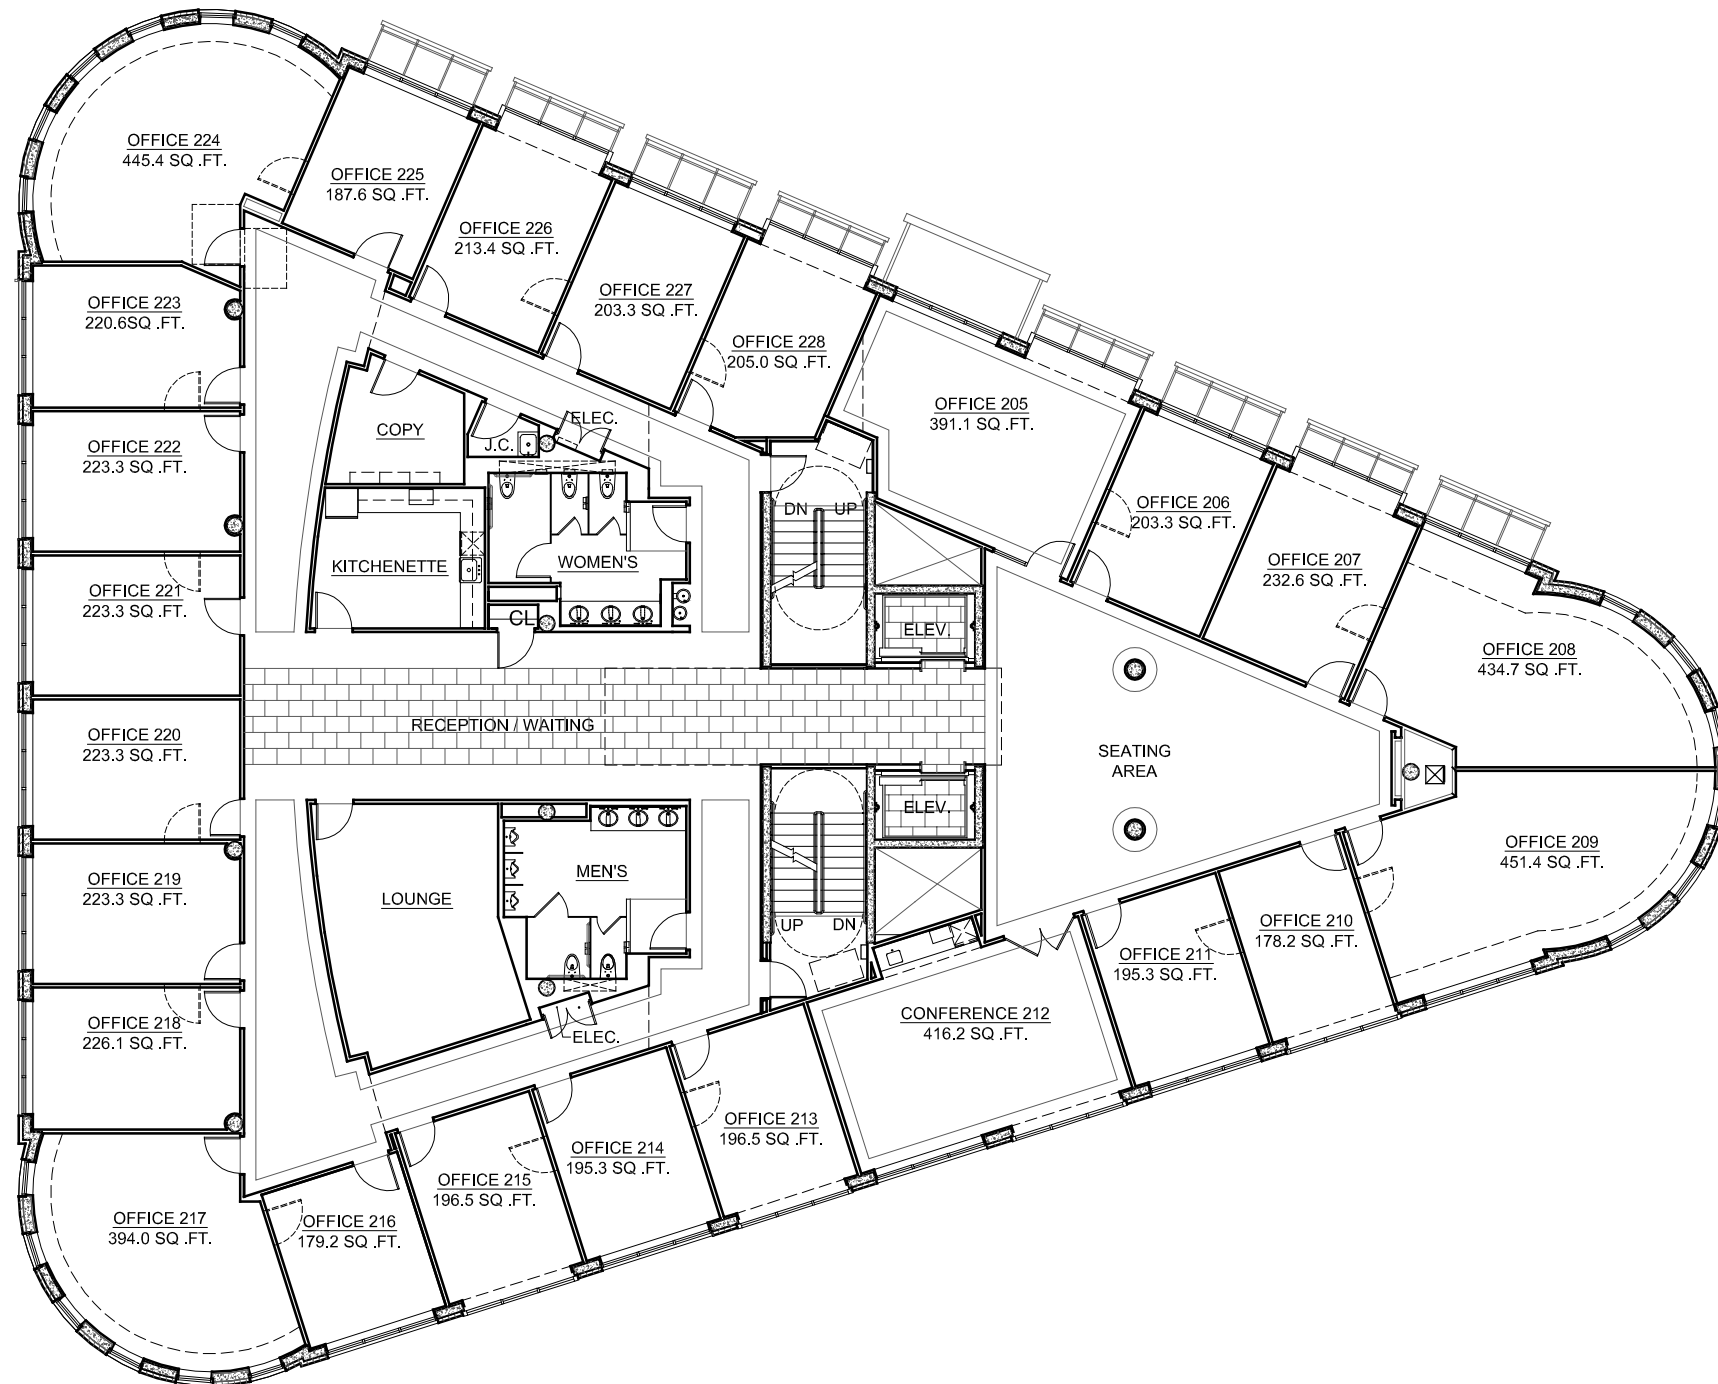 OFFICE 224
445.4 SQ .FT.
OFFICE 225
187.6 SQ .FT.
OFFICE 226
213.4 SQ .FT.
OFFICE 227
203.3 SQ .FT.
OFFICE 228
205.0 SQ .FT.
OFFICE 205
391.1 SQ .FT.
OFFICE 206
203.3 SQ .FT.
OFFICE 207
232.6 SQ .FT.
OFFICE 208
434.7 SQ .FT.
OFFICE 223
220.6SQ .FT.
OFFICE 222
223.3 SQ .FT.
OFFICE 221
223.3 SQ .FT.
OFFICE 220
223.3 SQ .FT.
OFFICE 219
223.3 SQ .FT.
OFFICE 218
226.1 SQ .FT.
OFFICE 217
394.0 SQ .FT.
COPY
J.C.
ELEC.
KITCHENETTE
WOMEN'S
CL
DN
UP
ELEV.
RECEPTION / WAITING
SEATING
AREA
ELEV.
LOUNGE
MEN'S
UP
DN
ELEC.
OFFICE 209
451.4 SQ .FT.
OFFICE 210
178.2 SQ .FT.
OFFICE 211
195.3 SQ .FT.
CONFERENCE 212
416.2 SQ .FT.
OFFICE 213
196.5 SQ .FT.
OFFICE 214
195.3 SQ .FT.
OFFICE 215
196.5 SQ .FT.
OFFICE 216
179.2 SQ .FT.